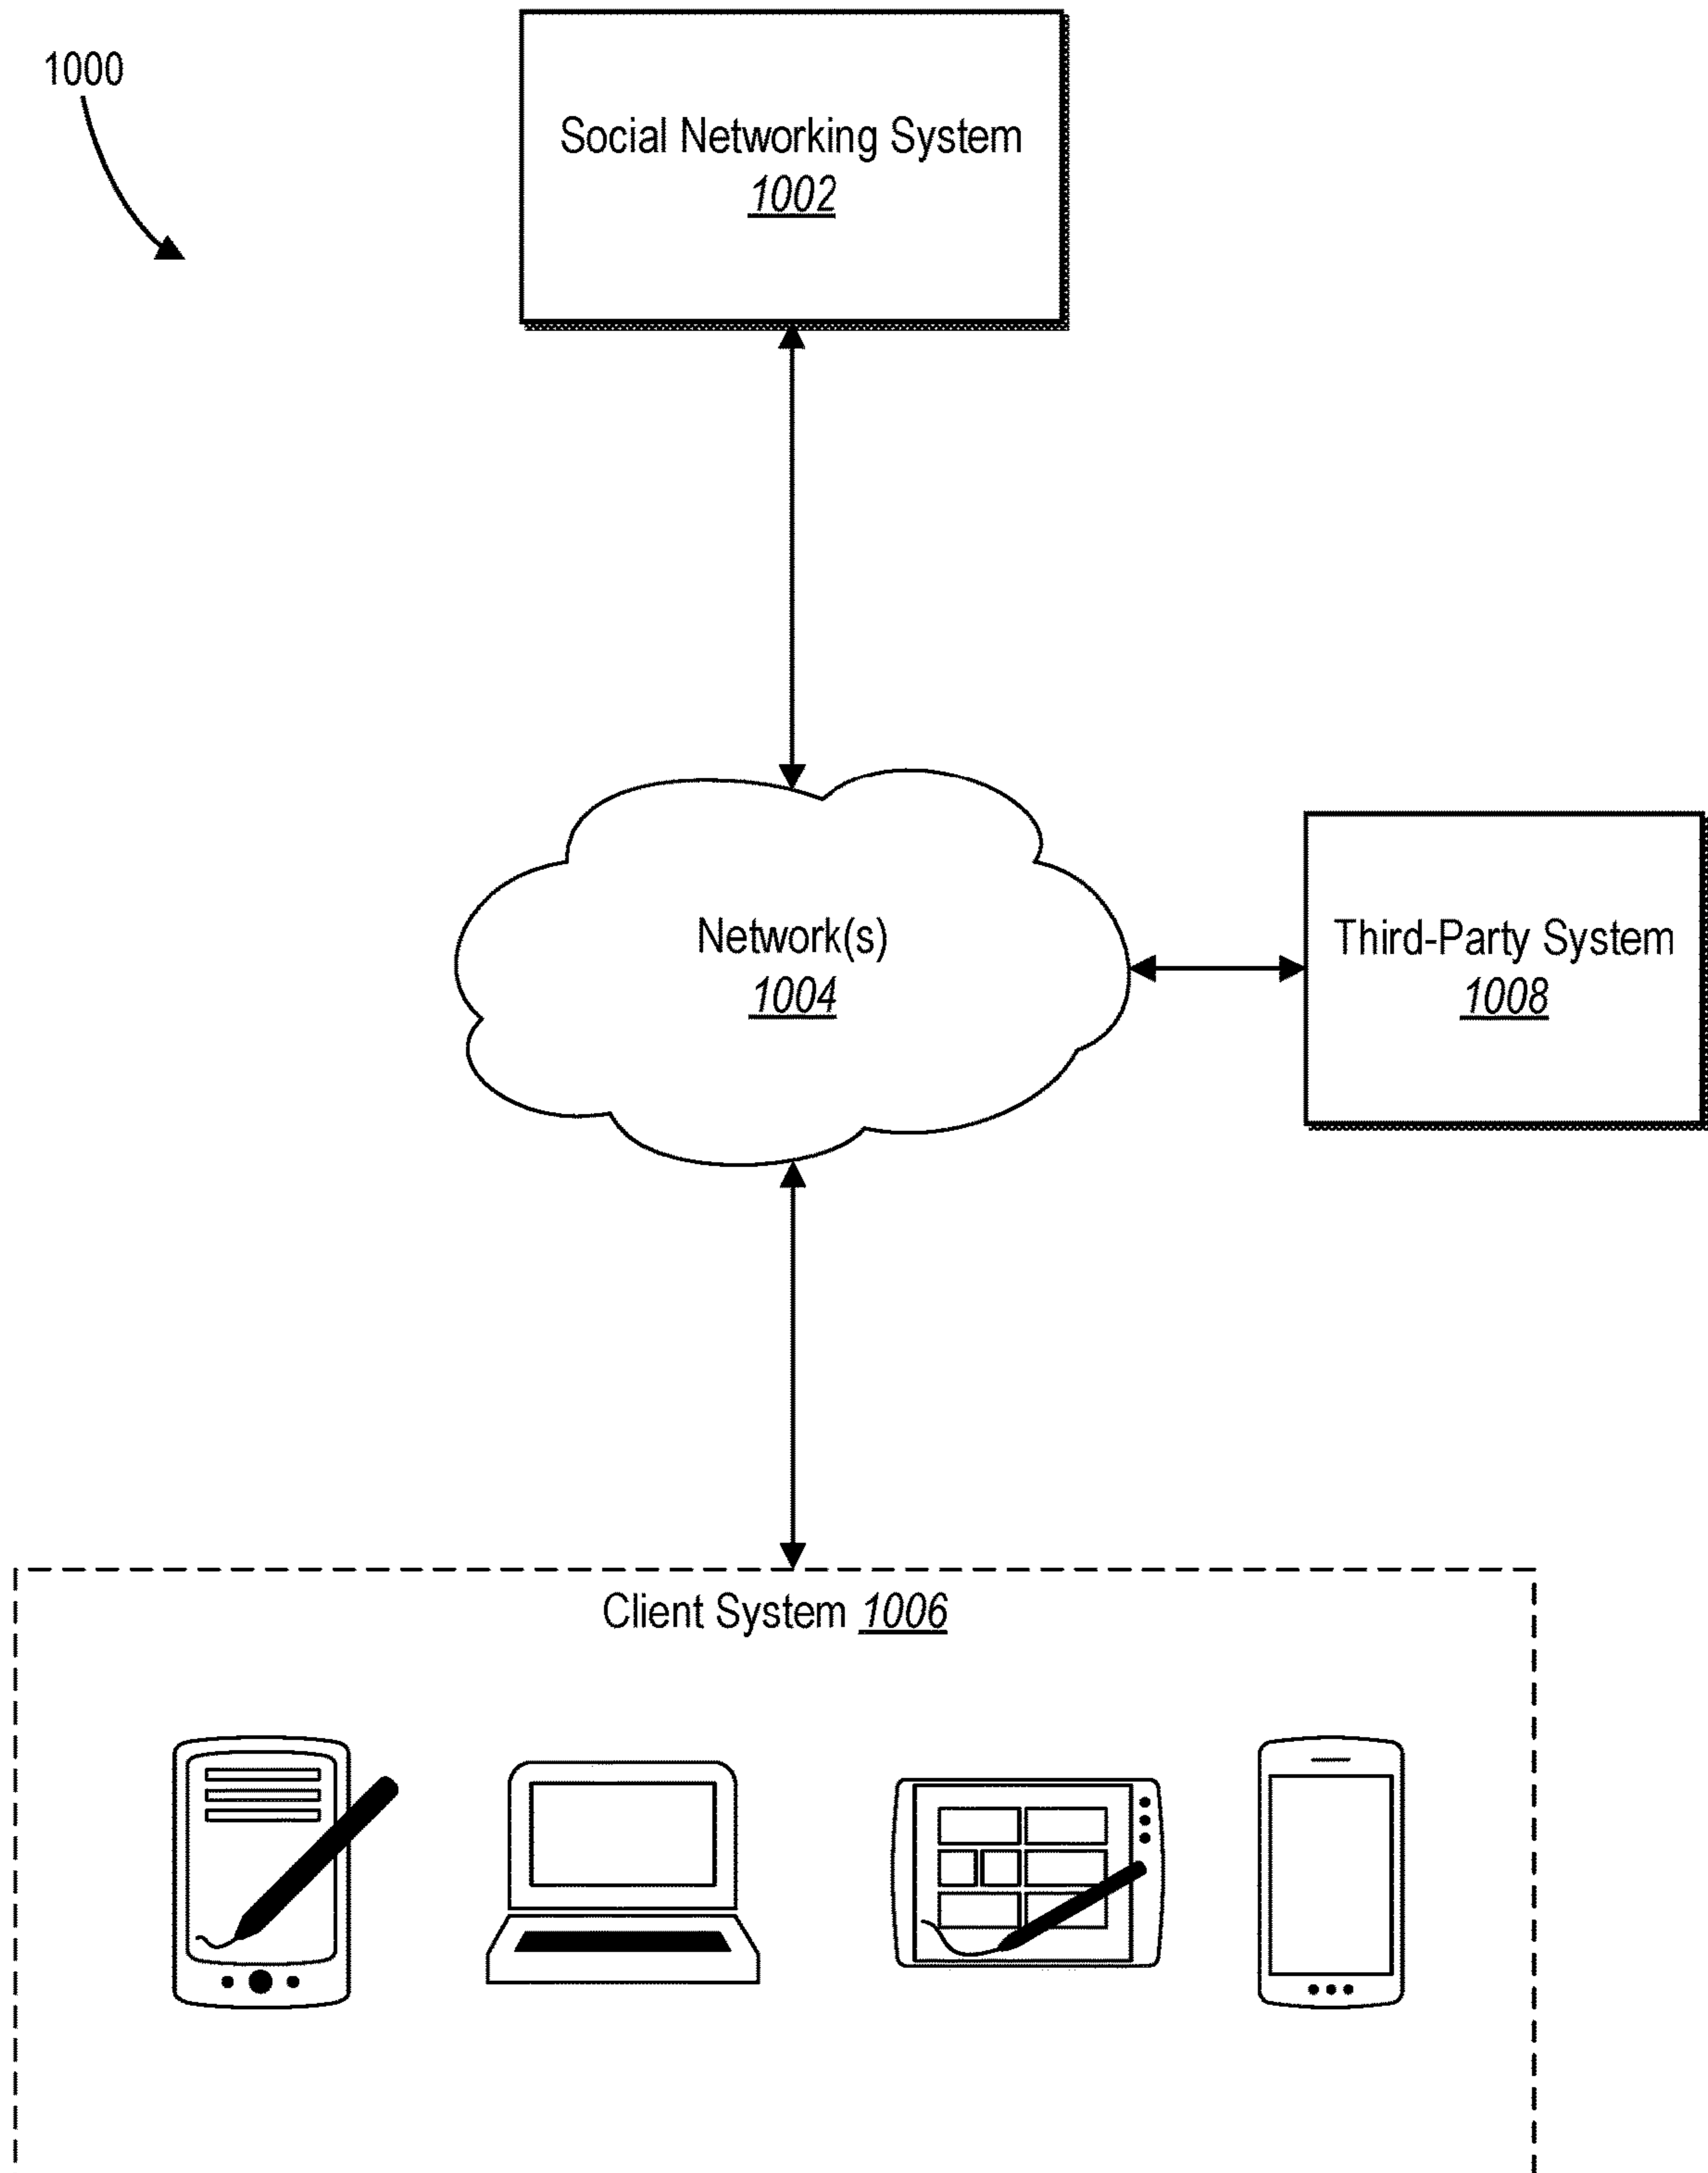 1000
Social Networking System
1002
Network(s)
1004
Third-Party System
1008
Client System 1006